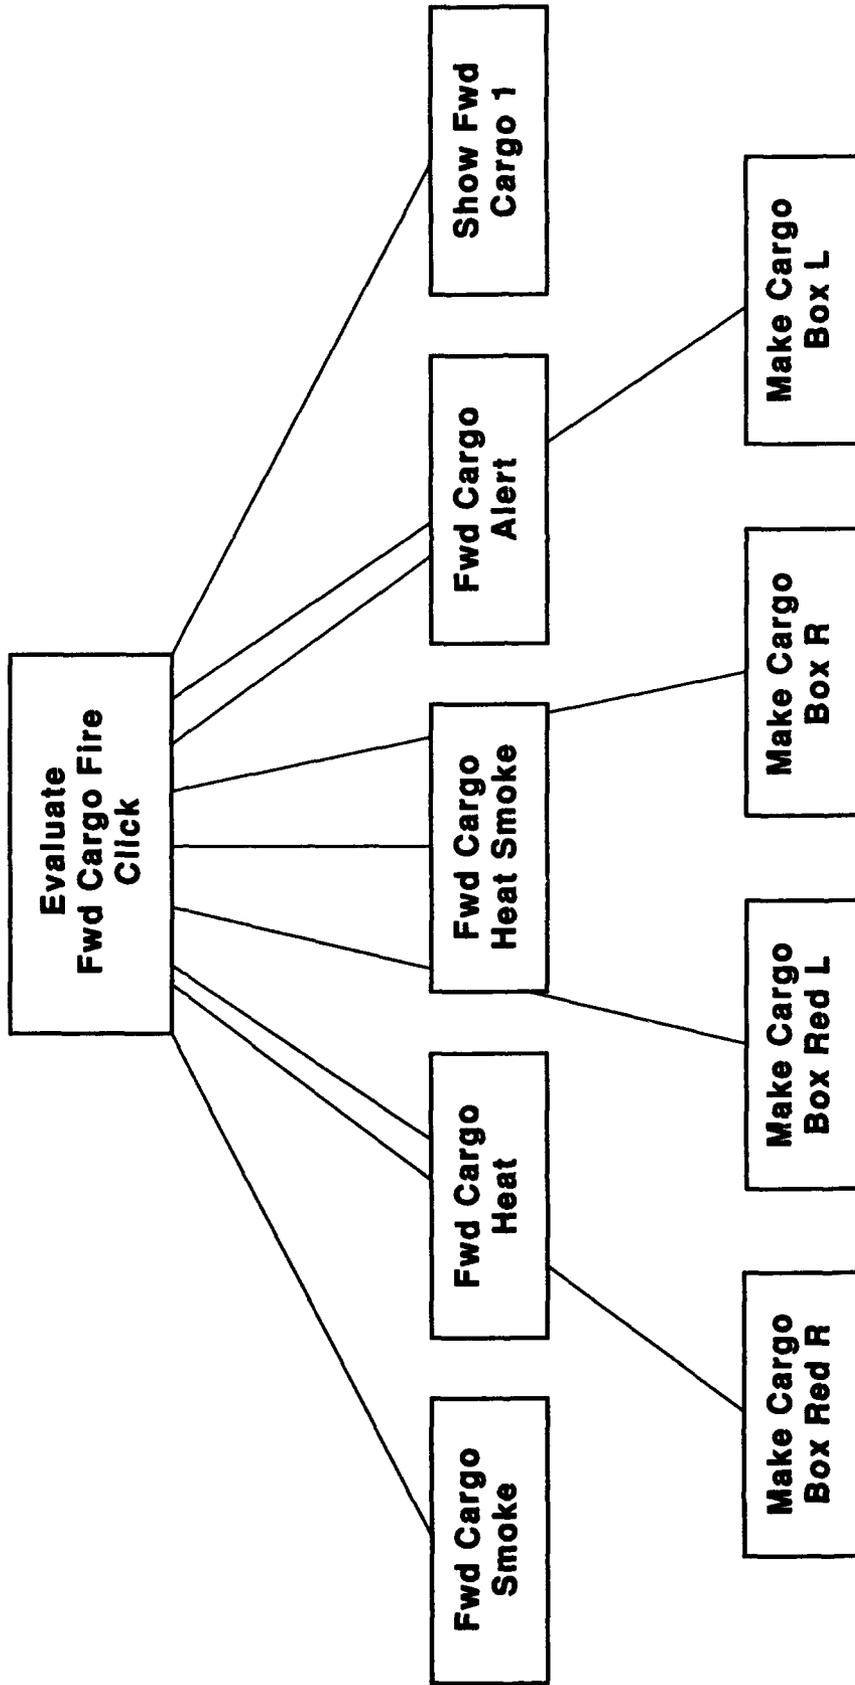 Evaluate
Fwd Cargo Fire
Click
Fwd Cargo
Smoke
Fwd Cargo
Heat
Fwd Cargo
Heat Smoke
Fwd Cargo
Alert
Show Fwd
Cargo 1
Make Cargo
Box Red R
Make Cargo
Box Red L
Make Cargo
Box R
Make Cargo
Box L